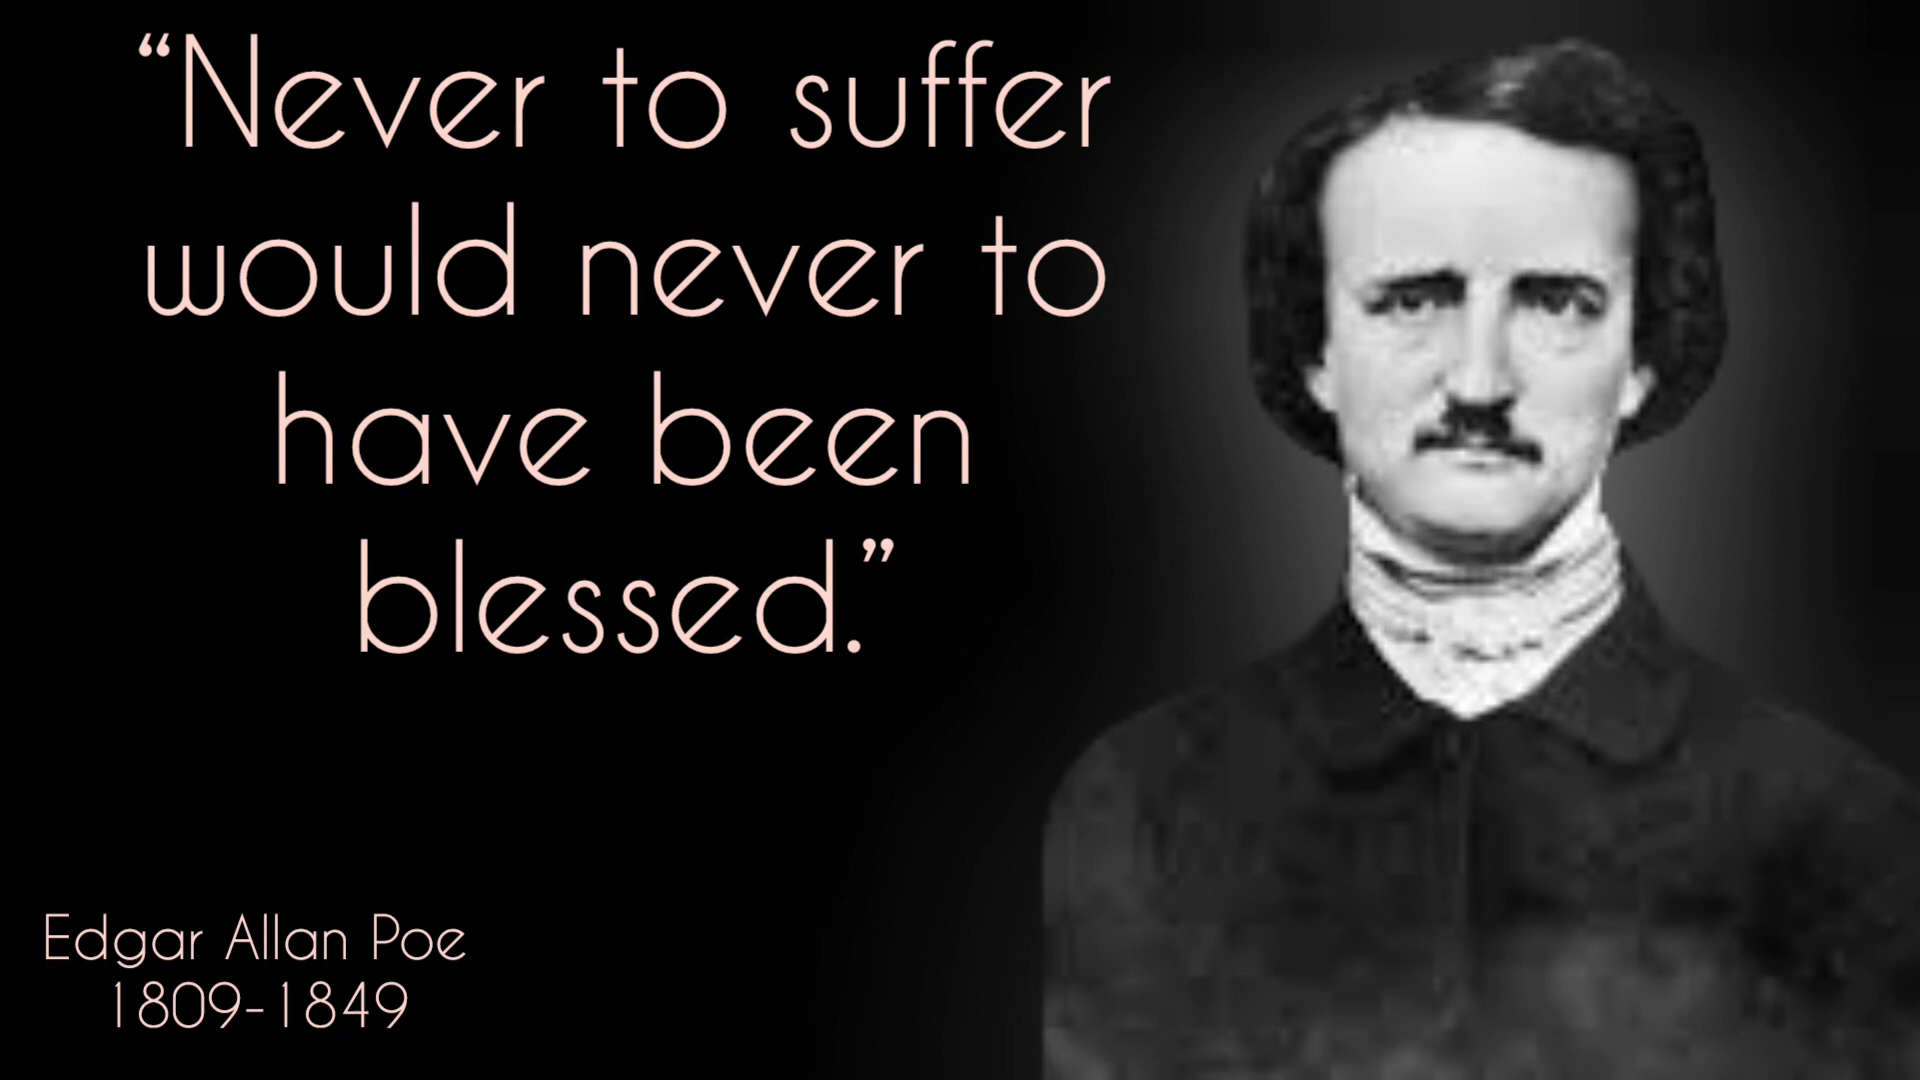 “Never to suffer
would never to
have been
blessed.”
Edgar Allan Poe
1809-1849